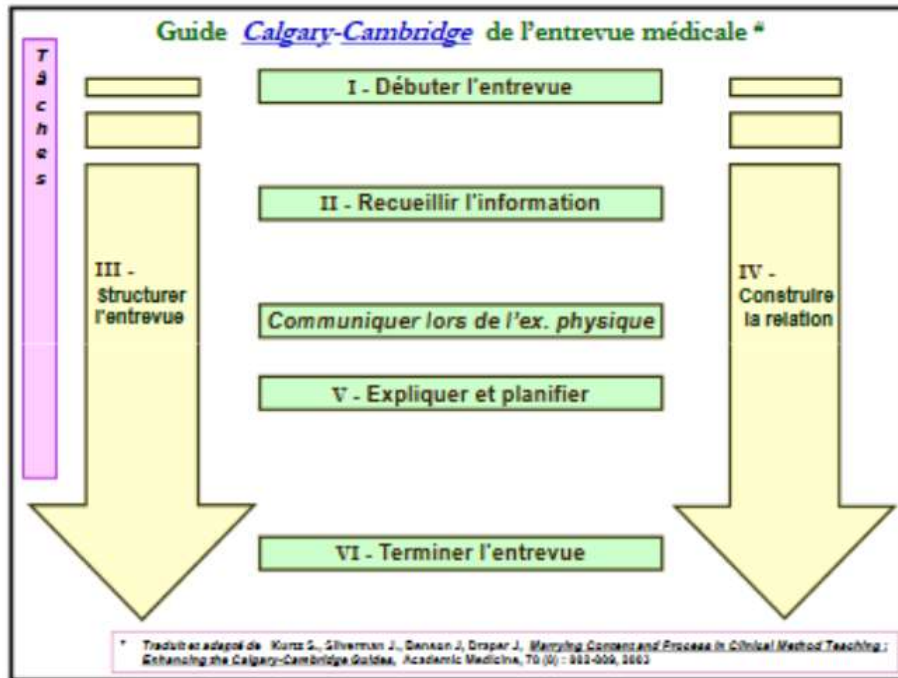 Guide Calgary-Cambridge de l'entrevue médicale *
Tâches
I - Débuter l'entrevue
II - Recueillir l'information
III -
Structurer
l'entrevue
IV -
Construire
la relation
Communiquer lors de l'ex. physique
V - Expliquer et planifier
VI - Terminer l'entrevue
* Traduit et adapté de Kurtz S., Silverman J., Benson J, Draper J, Marrying Content and Process in Clinical Method Teaching :
Enhancing the Calgary-Cambridge Guides, Academic Medicine,